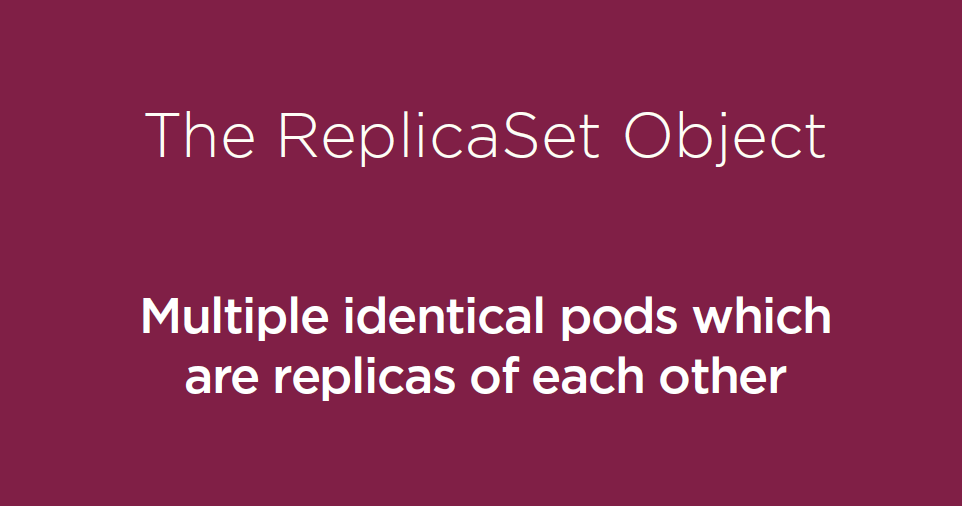 The ReplicaSet Object
Multiple identical pods which
are replicas of each other